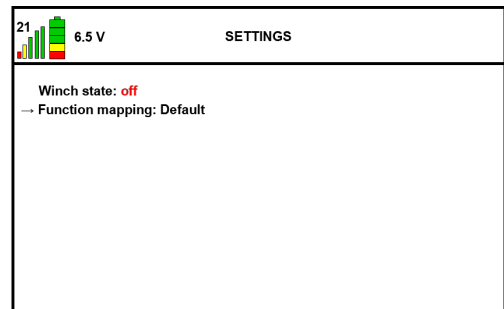 21
6.5 V
SETTINGS
Winch state: off
→ Function mapping: Default